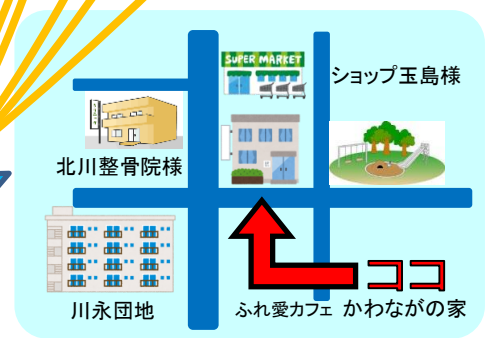 SUPER MARKET
ショップ玉島様
北川整骨院様
ココ
川永団地
ふれ愛カフェ かわながの家